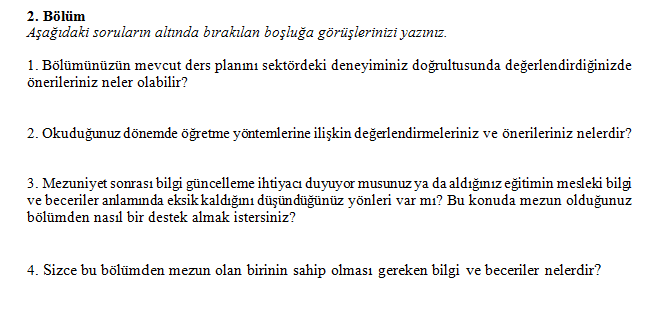 2. Bölüm
Aşağıdaki soruların altında bırakılan boşluğa görüşlerinizi yazınız.
1. Bölümünüzün mevcut ders planını sektördeki deneyiminiz doğrultusunda değerlendirdiğinizde
önerileriniz neler olabilir?
2. Okuduğunuz dönemde öğretme yöntemlerine ilişkin değerlendirmeleriniz ve önerileriniz nelerdir?
3. Mezuniyet sonrası bilgi güncelleme ihtiyacı duyuyor musunuz ya da aldığınız eğitimin mesleki bilgi
ve beceriler anlamında eksik kaldığını düşündüğünüz yönleri var mı? Bu konuda mezun olduğunuz
bölümden nasıl bir destek almak istersiniz?
4. Sizce bu bölümden mezun olan birinin sahip olması gereken bilgi ve beceriler nelerdir?